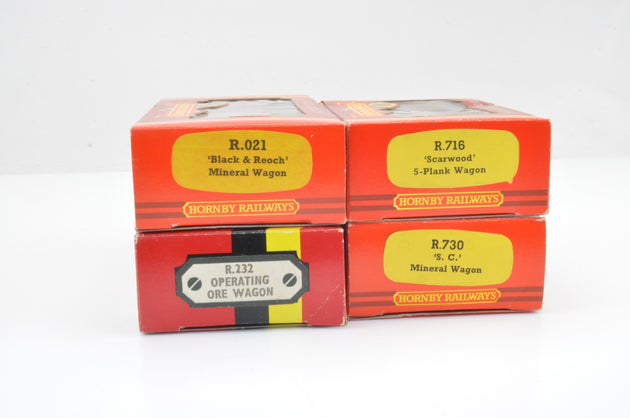 R.021
'Black & Reoch'
Mineral Wagon
HORNBY RAILWAYS
R.716
'Scarwood'
5-Plank Wagon
HORNBY RAILWAYS
R.232
OPERATING
ORE WAGON
R.730
'S. C.'
Mineral Wagon
HORNBY RAILWAYS